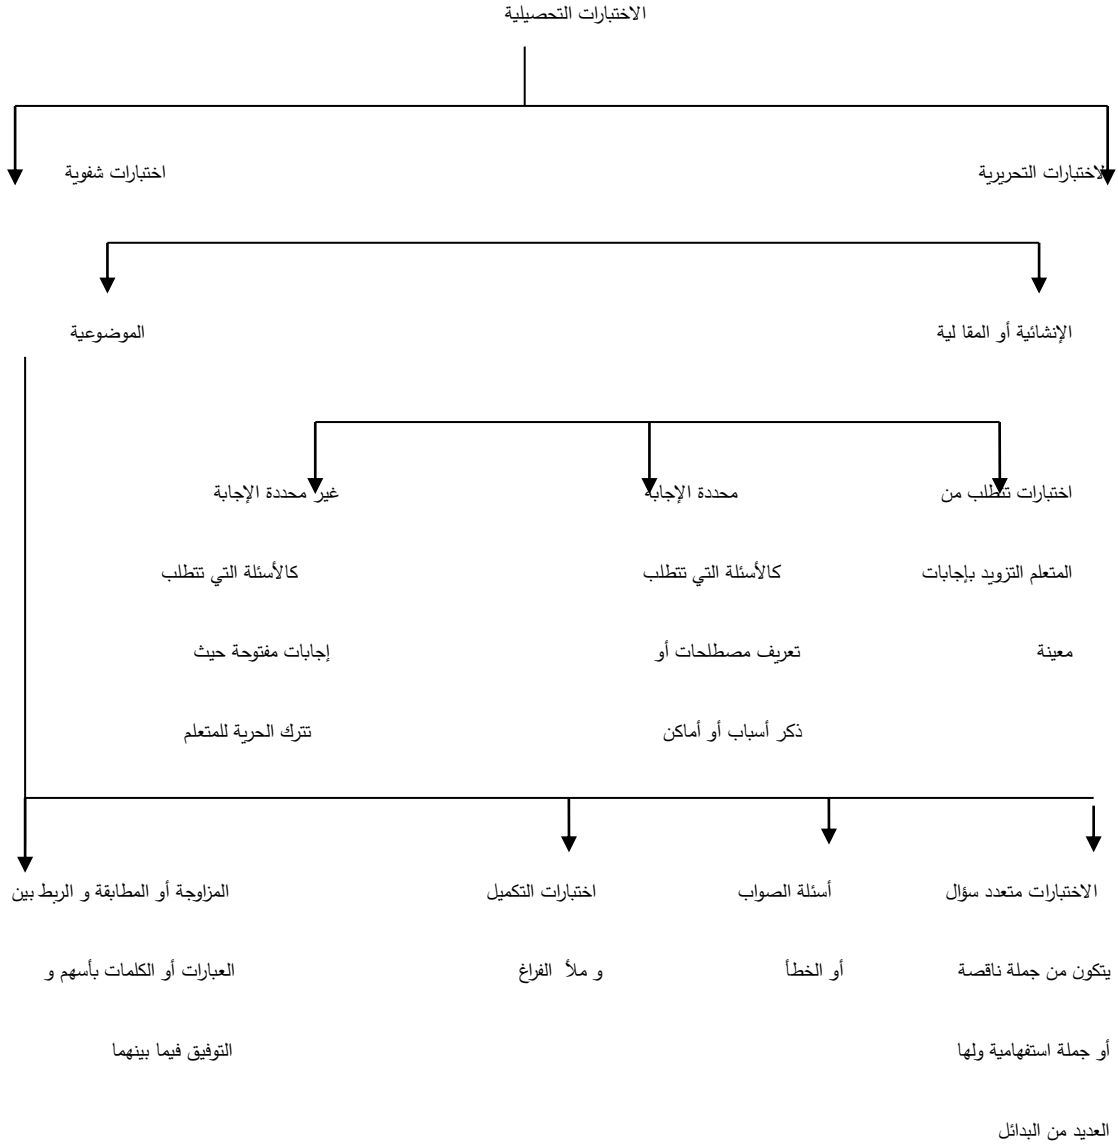 الاختبارات التحصيلية
الاختبارات التحريرية
اختبارات شفوية
الإنشائية أو المقا لية
الموضوعية
اختبارات تتطلب من
المتعلم التزويد بإجابات
معينة
محددة الإجابة
كالأسئلة التي تتطلب
تعريف مصطلحات أو
ذكر أسباب أو أماكن
غير محددة الإجابة
كالأسئلة التي تتطلب
إجابات مفتوحة حيث
تترك الحرية للمتعلم
الاختبارات متعدد سؤال
يتكون من جملة ناقصة
أو جملة استفهامية ولها
العديد من البدائل
أسئلة الصواب
أو الخطأ
اختبارات التكميل
و ملأ الفراغ
المزاوجة أو المطابقة و الربط بين
العبارات أو الكلمات بأسهم و
التوفيق فيما بينهما